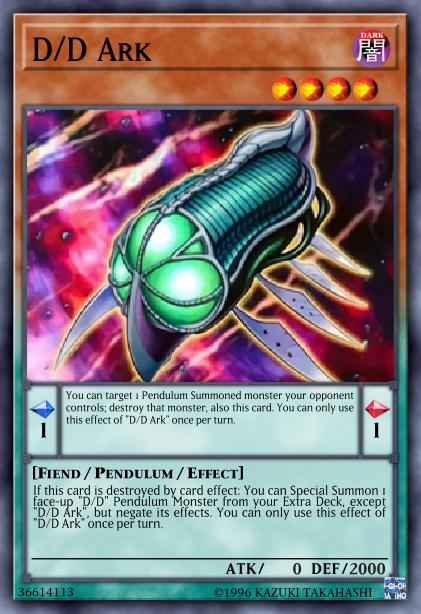 D/D Ark
DARK
闇
You can target 1 Pendulum Summoned monster your opponent
controls; destroy that monster, also this card. You can only use
this effect of "D/D Ark" once per turn.
1
1
[Fiend / Pendulum / Effect]
If this card is destroyed by card effect: You can Special Summon 1
face-up "D/D" Pendulum Monster from your Extra Deck, except
"D/D Ark", but negate its effects. You can only use this effect of
"D/D Ark" once per turn.
ATK/ 0 DEF/2000
36614113
©1996 KAZUKI TAKAHASHI